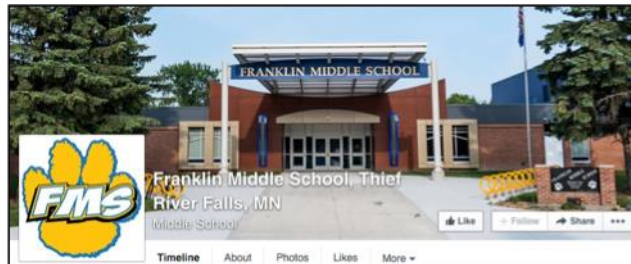 FRANKLIN MIDDLE SCHOOL
FMS
Franklin Middle School, Thief
River Falls, MN
Middle School
Like
+ Follow
Share
Timeline About Photos Likes More